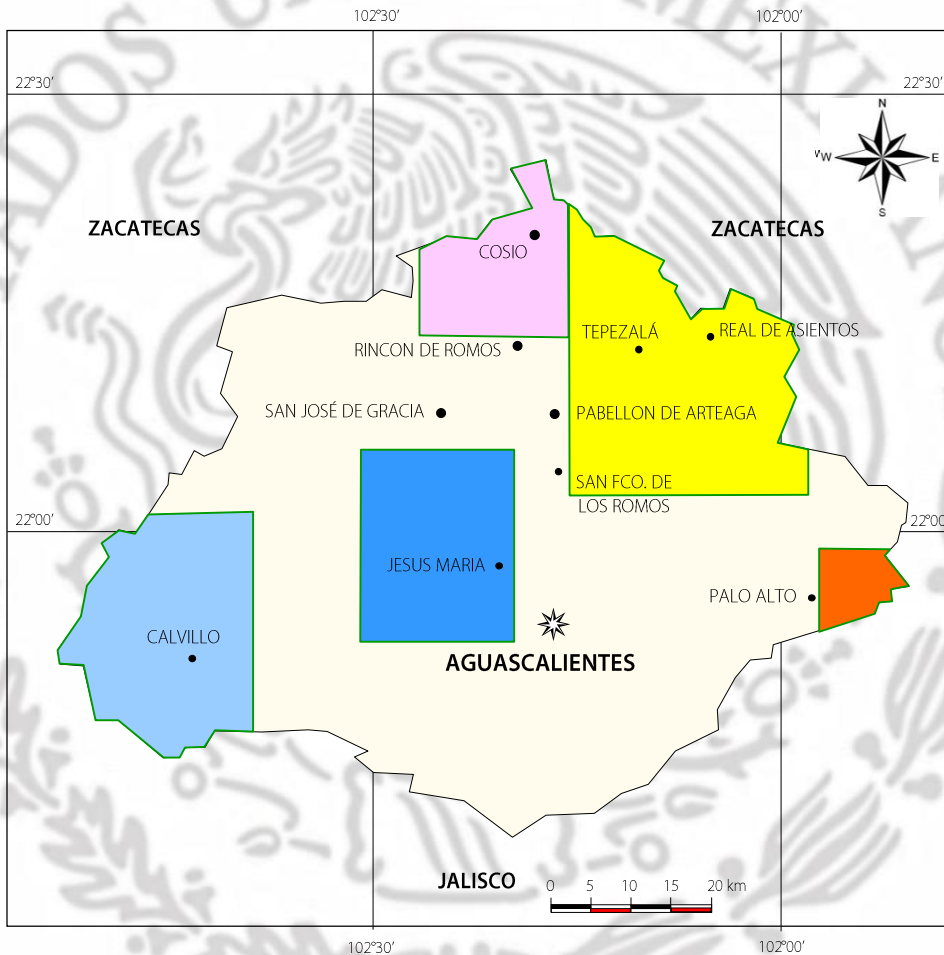 102°30'
102°00'
22°30'
22°30'
N
W
E
S
ZACATECAS
ZACATECAS
COSIO
TEPEZALÁ
REAL DE ASIENTOS
RINCON DE ROMOS
SAN JOSÉ DE GRACIA
PABELLON DE ARTEAGA
SAN FCO. DE
LOS ROMOS
22°00'
22°00
JESUS MARIA
PALO ALTO
CALVILLO
AGUASCALIENTES
JALISCO
0 5 10 15 20 km
102°30'
102°00'